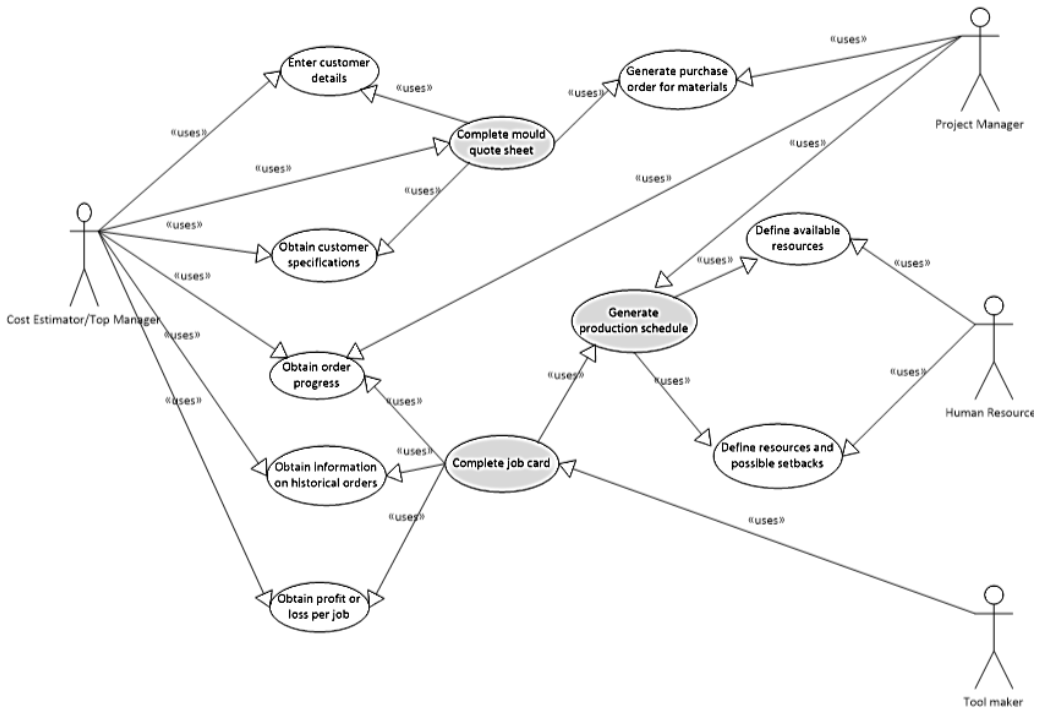 «uses»
Enter customer
details
Generate purchase
order for materials
«uses»
«uses»
Project Manager
«uses»
Complete mould
quote sheet
«uses»
«uses»
«uses»
«uses»
«uses»
Define available
resources
«uses»
Obtain customer
specifications
«uses»
«uses»
«uses»
Cost Estimator/Top Manager
Generate
production schedule
«uses»
Obtain order
progress
«uses»
«uses»
«uses»
«uses»
«uses»
Human Resource
Obtain information
on historical orders
«uses»
Complete job card
Define resources and
possible setbacks
«uses»
«uses»
Obtain profit or
loss per job
Tool maker